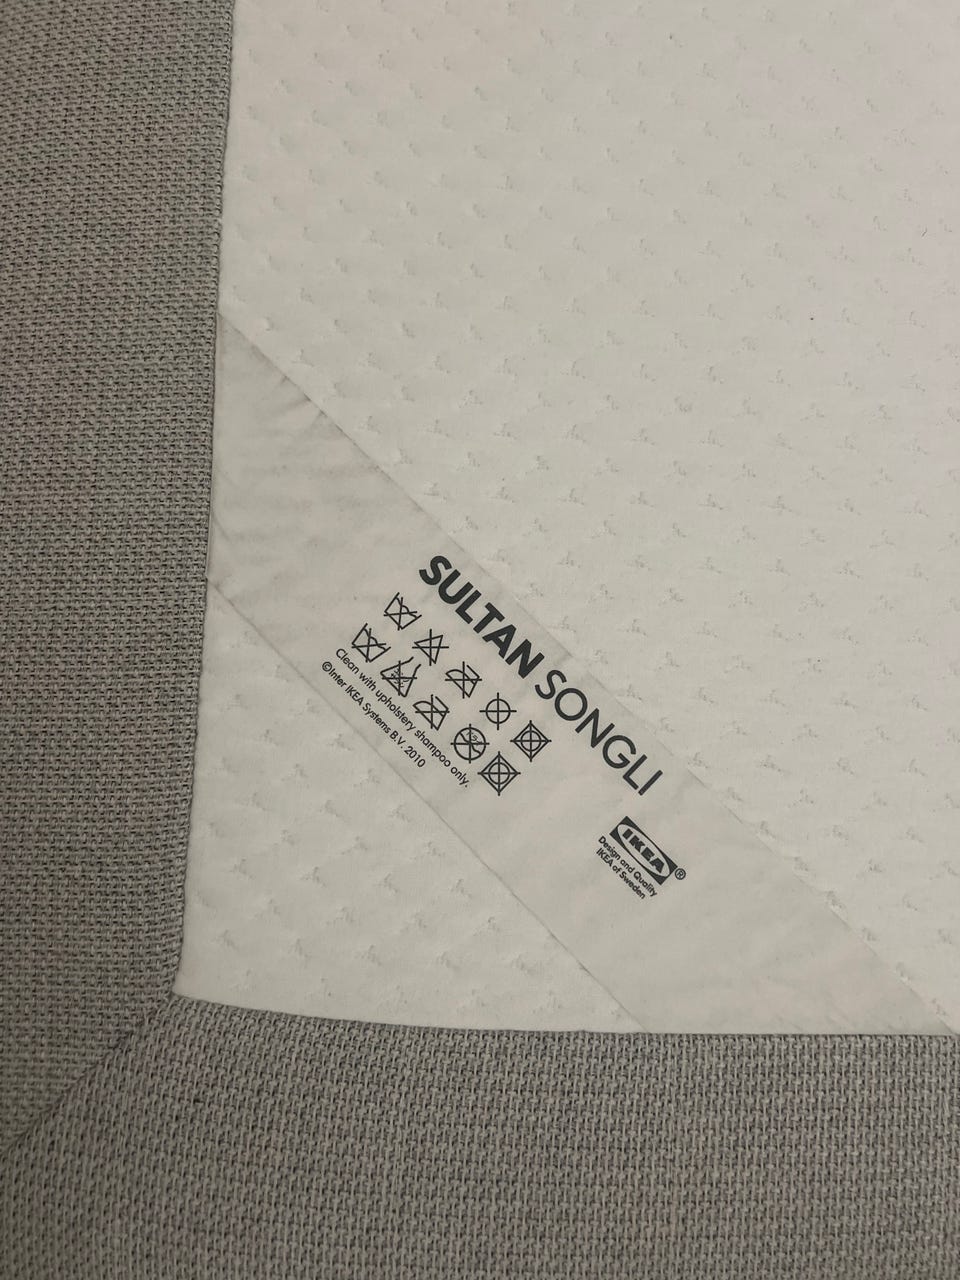 SULTAN SONGLI
Clean with upholstery shampoo only.
©Inter IKEA Systems B.V. 2010
IKEA®
Design and Quality
IKEA of Sweden